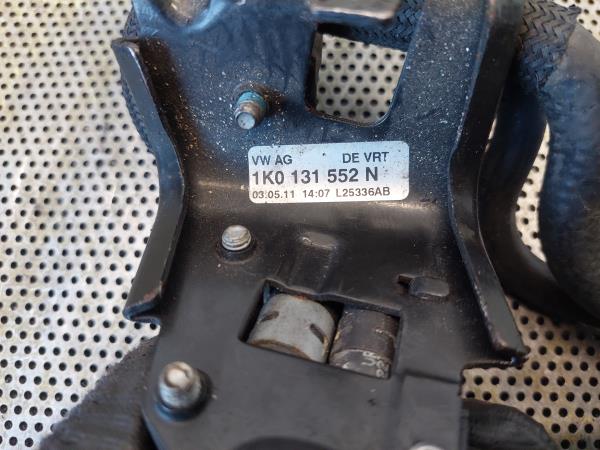 VW AG DE VRT
1K0 131 552 N
03.05.11 14:07 L25336AB